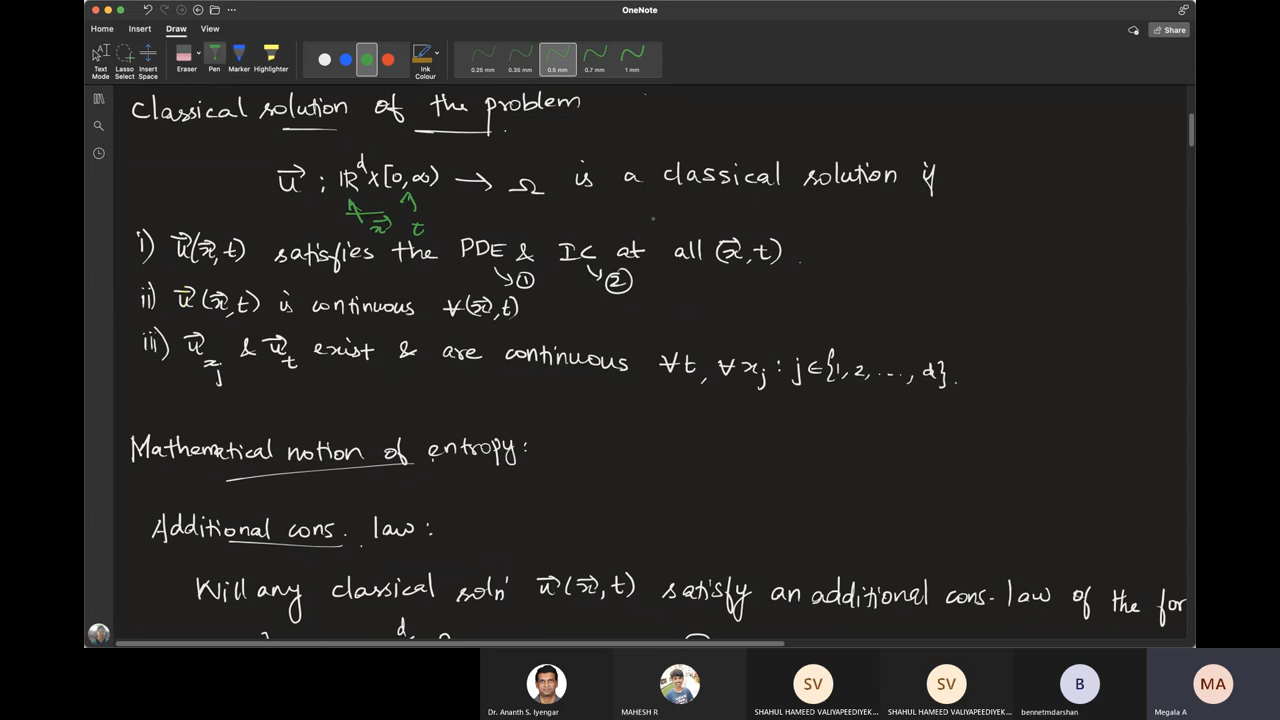 OneNote
Home Insert Draw View
Share
Text Mode
Lasso Select
Insert Space
Eraser
Pen
Marker
Highlighter
Ink Colour
0.25 mm
0.35 mm
0.5 mm
0.7 mm
1 mm
Classical solution of the problem
u⃗ : ℝᵈ × [0, ∞) → Ω is a classical solution if
x⃗ t
i) u⃗(x⃗, t) satisfies the PDE & IC at all (x⃗, t).
↘① ↘②
ii) u⃗(x⃗, t) is continuous ∀(x⃗, t)
iii) u⃗_{x_j} & u⃗_t exist & are continuous ∀t, ∀x_j : j ∈ {1, 2, ..., d}.
Mathematical notion of entropy:
Additional cons. law:
Will any classical soln' u⃗(x⃗, t) satisfy an additional cons. law of the for
SV SV B MA
Dr. Ananth S. Iyengar
MAHESH R
SHAHUL HAMEED VALIYAPEEDIYEK...
SHAHUL HAMEED VALIYAPEEDIYEK...
bennetmdarshan
Megala A